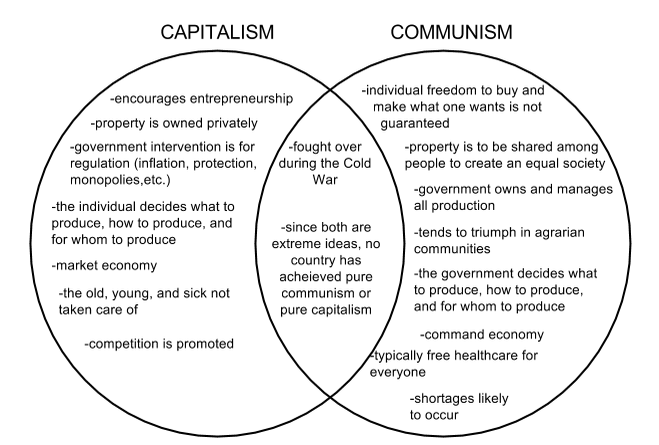 CAPITALISM
COMMUNISM
-encourages entrepreneurship
-property is owned privately
-government intervention is for
regulation (inflation, protection,
monopolies,etc.)
-the individual decides what to
produce, how to produce, and
for whom to produce
-market economy
-the old, young, and sick not
taken care of
-competition is promoted
-fought over
during the Cold
War
-since both are
extreme ideas, no
country has
acheieved pure
communism or
pure capitalism
-individual freedom to buy and
make what one wants is not
guaranteed
-property is to be shared among
people to create an equal society
-government owns and manages
all production
-tends to triumph in agrarian
communities
-the government decides what
to produce, how to produce,
and for whom to produce
-command economy
-typically free healthcare for
everyone
-shortages likely
to occur